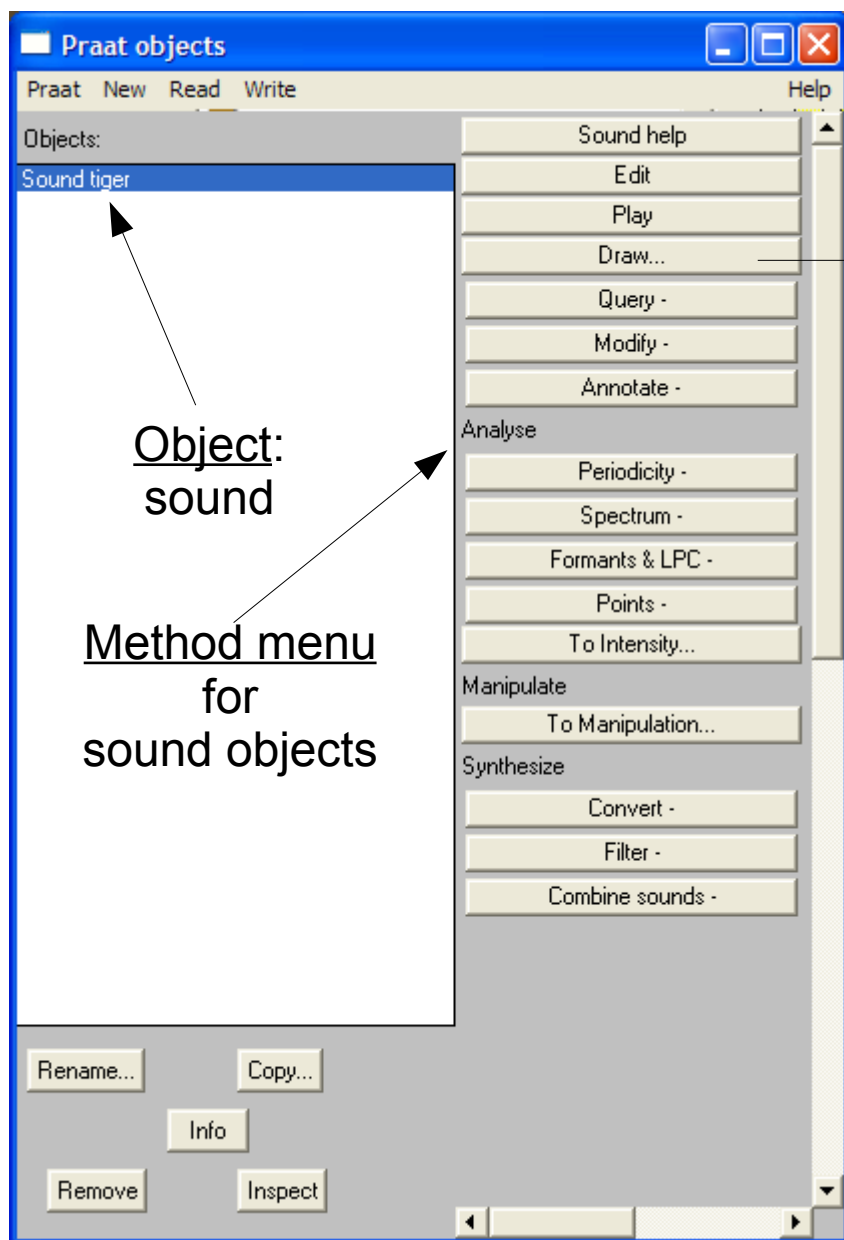 Praat objects
Praat New Read Write Help
Objects:
Sound tiger
Object:
sound
Method menu
for
sound objects
Sound help
Edit
Play
Draw...
Query -
Modify -
Annotate -
Analyse
Periodicity -
Spectrum -
Formants & LPC -
Points -
To Intensity...
Manipulate
To Manipulation...
Synthesize
Convert -
Filter -
Combine sounds -
Rename... Copy...
Info
Remove Inspect